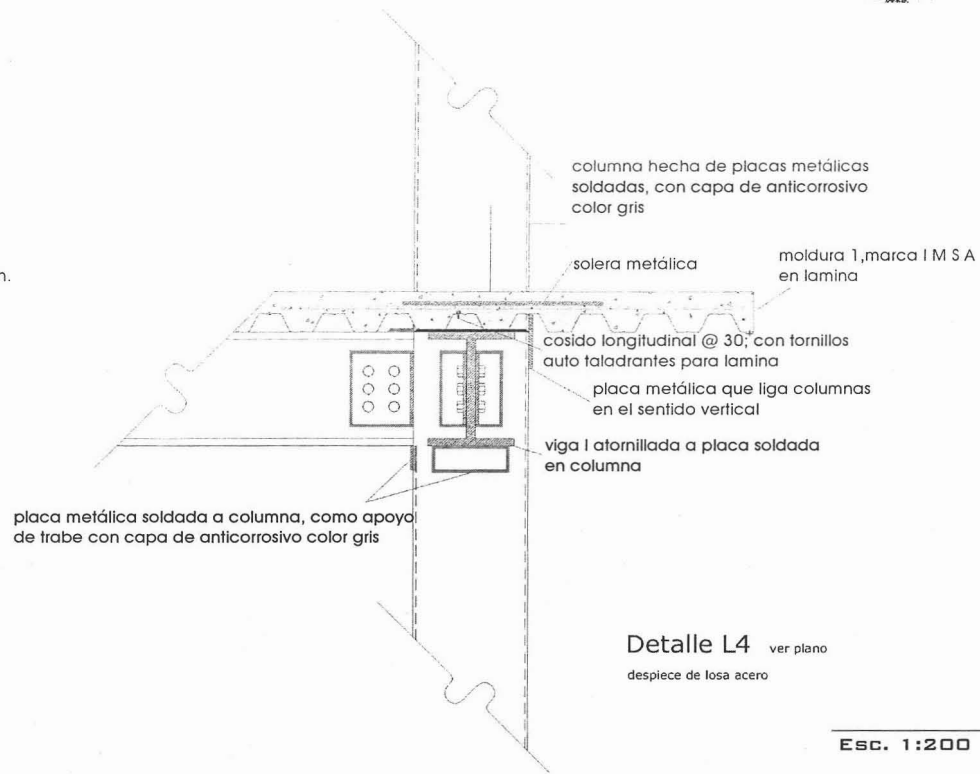 columna hecha de placas metálicas
soldadas, con capa de anticorrosivo
color gris
solera metálica
moldura 1,marca I M S A
en lamina
n.
cosido longitudinal @ 30; con tornillos
auto taladrantes para lamina
placa metálica que liga columnas
en el sentido vertical
viga I atornillada a placa soldada
en columna
placa metálica soldada a columna, como apoyo
de trabe con capa de anticorrosivo color gris
Detalle L4 ver plano
despiece de losa acero
Esc. 1:200